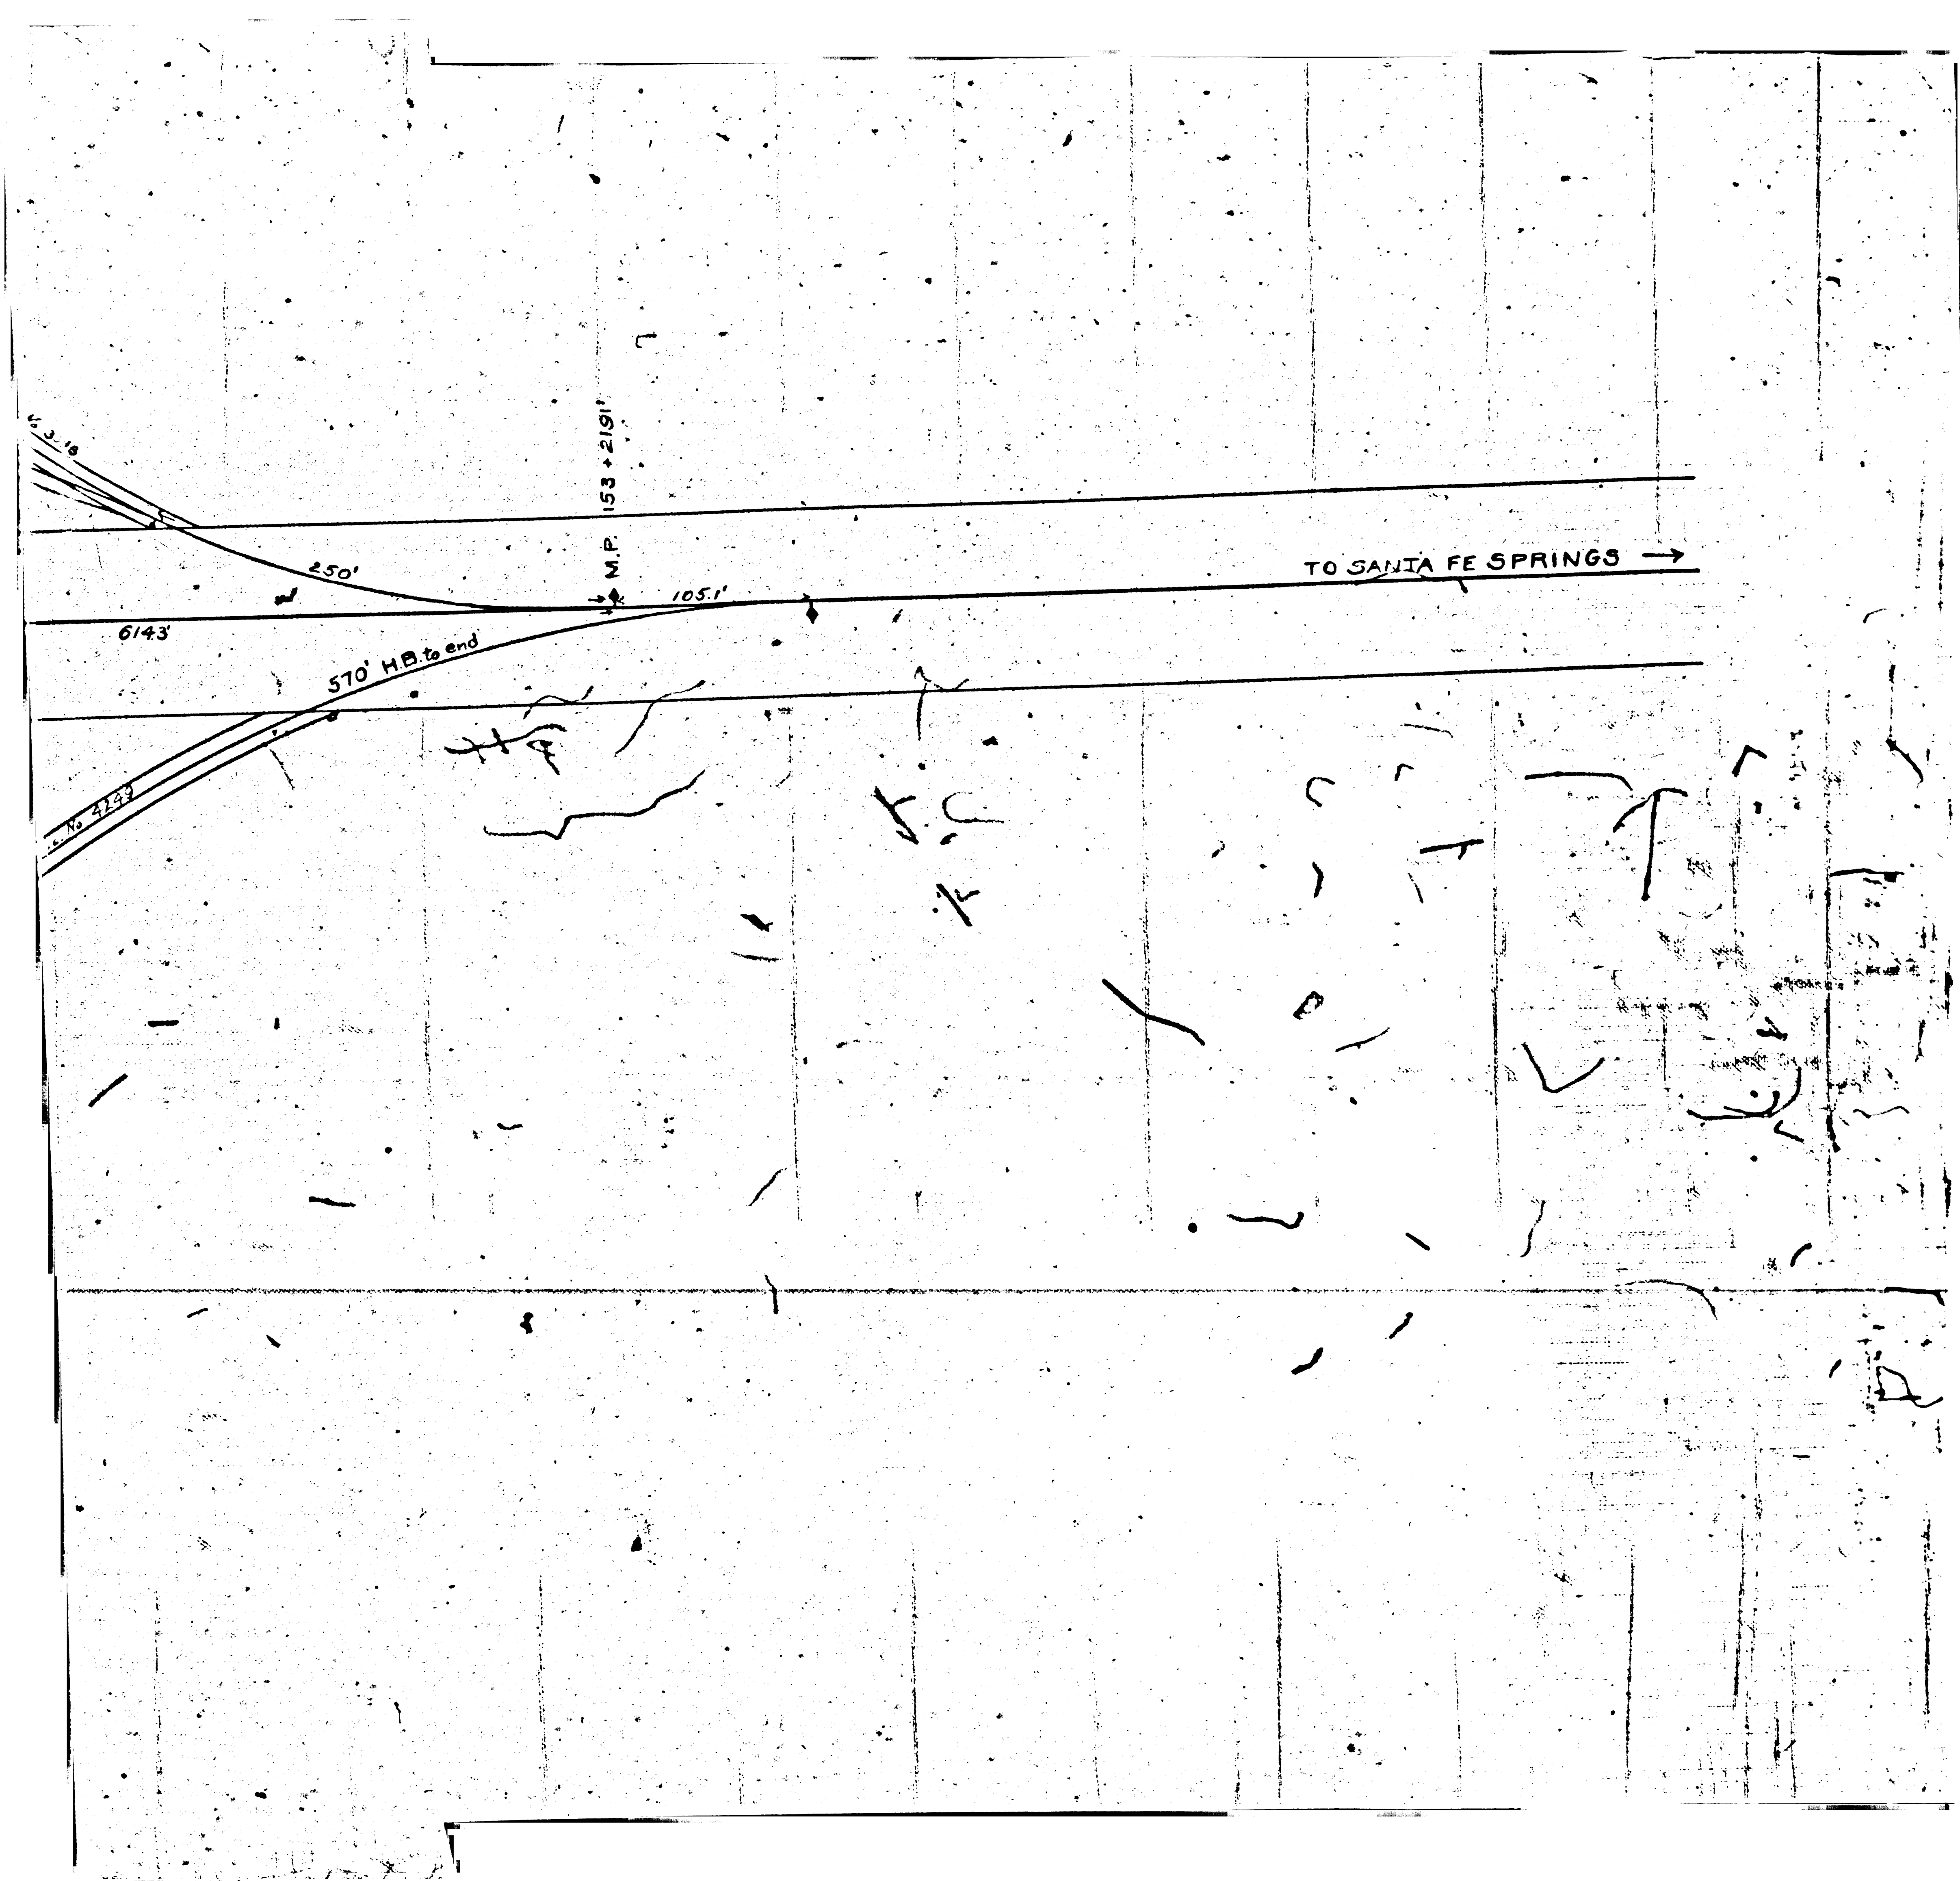 M.P. 153 + 2191'
250'
TO SANTA FE SPRINGS
105.1'
6143'
570' H.B. to end
No 4249